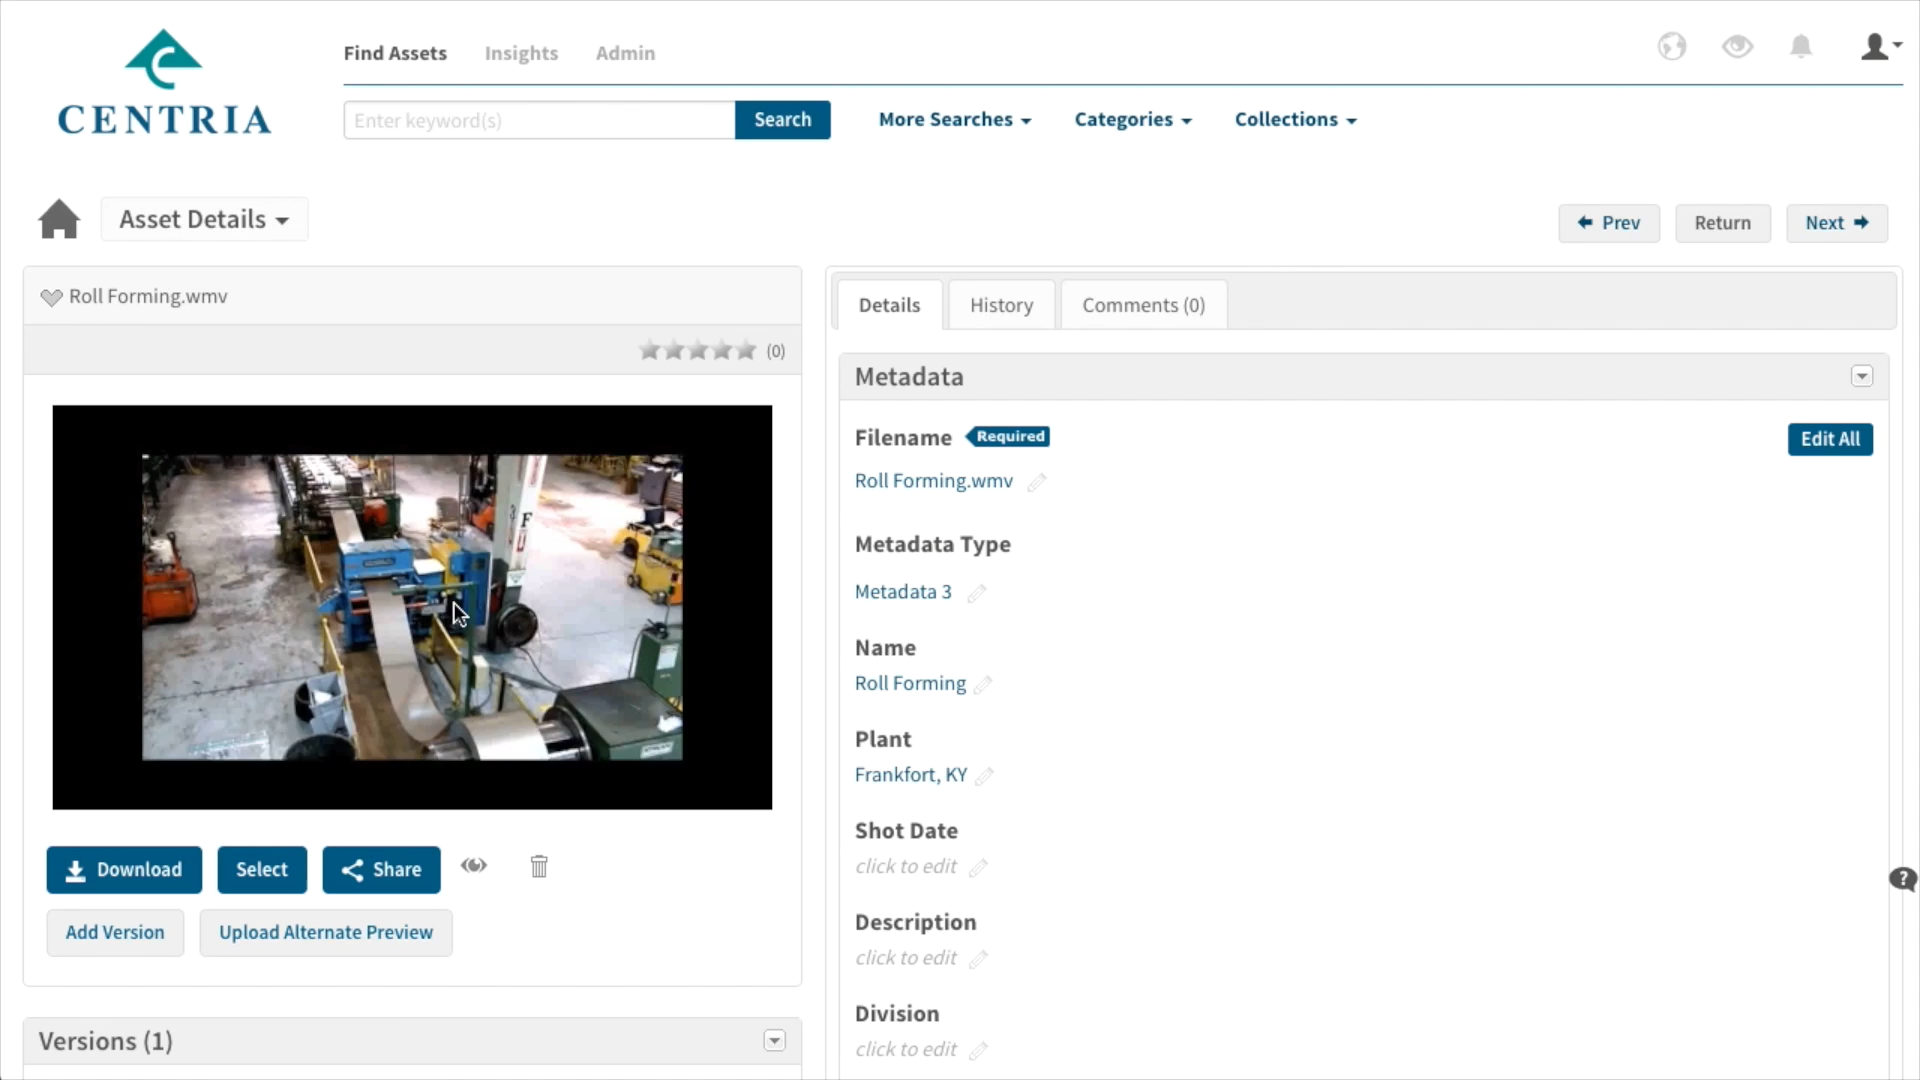 CENTRIA
Find Assets Insights Admin
Enter keyword(s) Search More Searches Categories Collections
Asset Details
Prev Return Next
Roll Forming.wmv
(0)
Download Select Share
Add Version Upload Alternate Preview
Versions (1)
Details History Comments (0)
Metadata
Filename Required
Edit All
Roll Forming.wmv
Metadata Type
Metadata 3
Name
Roll Forming
Plant
Frankfort, KY
Shot Date
click to edit
Description
click to edit
Division
click to edit